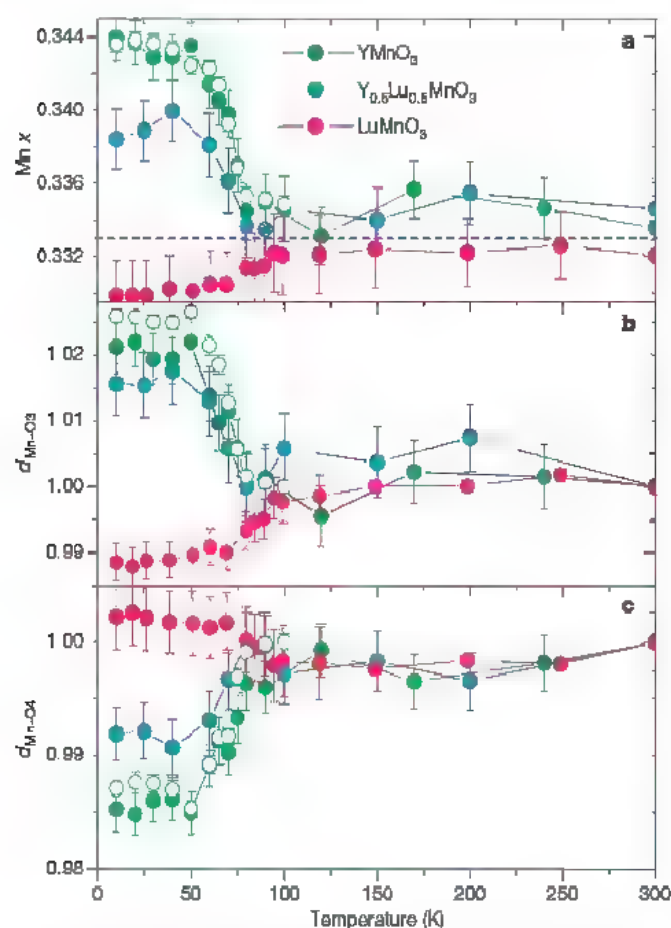 0.344
a
YMnO₃
Y₀.₅Lu₀.₅MnO₃
0.340
LuMnO₃
Mn x
0.336
0.332
b
1.02
1.01
d_Mn–O3
1.00
0.99
c
1.00
d_Mn–O4
0.99
0.98
0 50 100 150 200 250 300
Temperature (K)